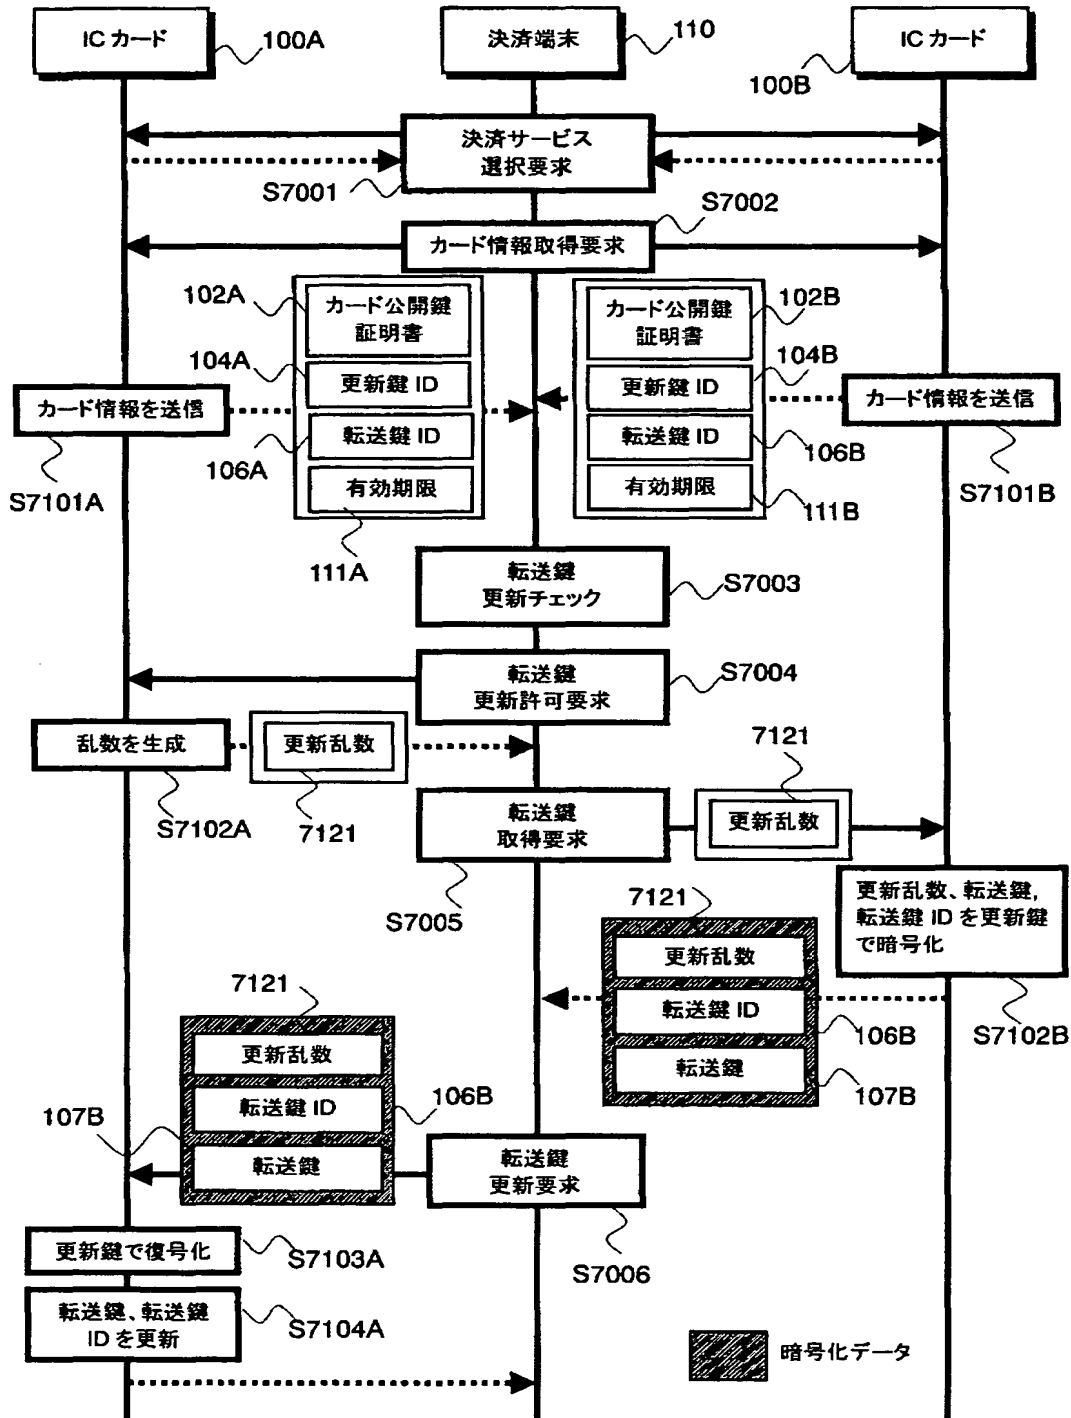 ICカード
100A
決済端末
110
ICカード
100B
決済サービス
選択要求
S7001
S7002
カード情報取得要求
102A
カード公開鍵
証明書
104A
更新鍵 ID
カード情報を送信
転送鍵 ID
106A
有効期限
S7101A
111A
102B
カード公開鍵
証明書
104B
更新鍵 ID
カード情報を送信
転送鍵 ID
106B
有効期限
111B
S7101B
転送鍵
更新チェック
S7003
転送鍵
更新許可要求
S7004
乱数を生成
更新乱数
S7102A
7121
転送鍵
取得要求
S7005
7121
更新乱数
更新乱数、転送鍵,
転送鍵 ID を更新鍵
で暗号化
S7102B
7121
更新乱数
転送鍵 ID
106B
転送鍵
107B
7121
更新乱数
転送鍵 ID
106B
107B
転送鍵
転送鍵
更新要求
S7006
更新鍵で復号化
S7103A
転送鍵、転送鍵
ID を更新
S7104A
暗号化データ